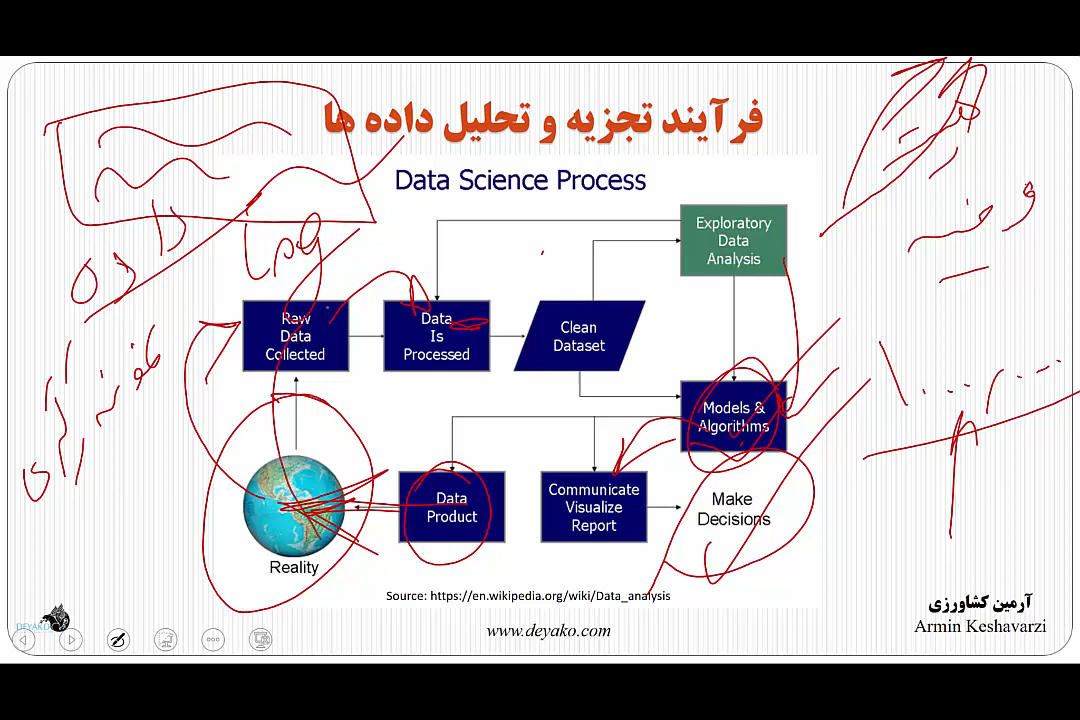 فرآیند تجزیه و تحلیل داده ها
Data Science Process
Exploratory
Data
Analysis
داده
Raw
Data
Collected
Data
Is
Processed
Clean
Dataset
Models &
Algorithms
Reality
Data
Product
Communicate
Visualize
Report
Make
Decisions
Source: https://en.wikipedia.org/wiki/Data_analysis
www.deyako.com
آرمین کشاورزی
Armin Keshavarzi
DEYAKO